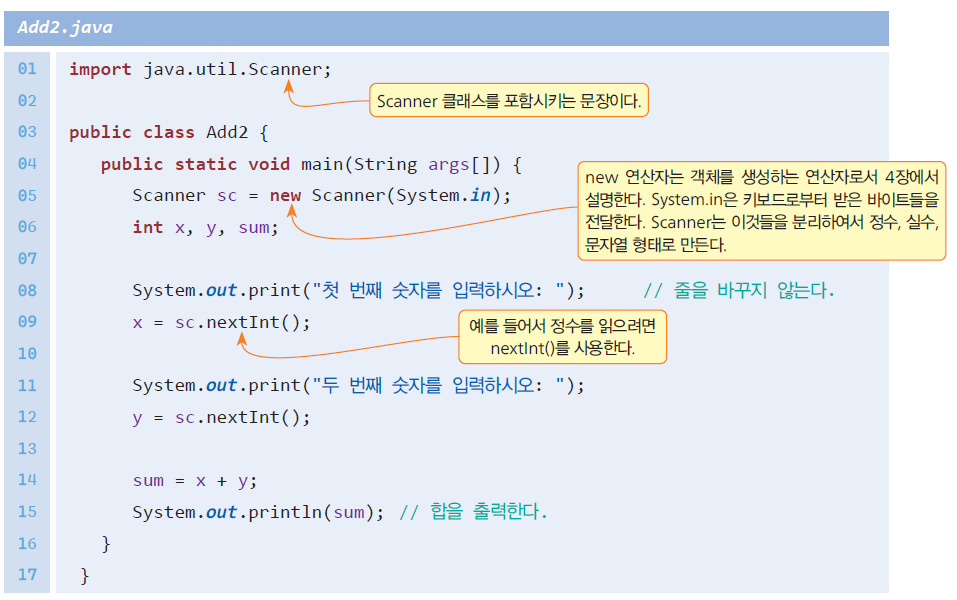 Add2.java
01 import java.util.Scanner;
02
Scanner 클래스를 포함시키는 문장이다.
03 public class Add2 {
04 public static void main(String args[]) {
05 Scanner sc = new Scanner(System.in);
new 연산자는 객체를 생성하는 연산자로서 4장에서
설명한다. System.in은 키보드로부터 받은 바이트들을
전달한다. Scanner는 이것들을 분리하여서 정수, 실수,
문자열 형태로 만든다.
06 int x, y, sum;
07
08 System.out.print("첫 번째 숫자를 입력하시오: "); // 줄을 바꾸지 않는다.
09 x = sc.nextInt();
예를 들어서 정수를 읽으려면
nextInt()를 사용한다.
10
11 System.out.print("두 번째 숫자를 입력하시오: ");
12 y = sc.nextInt();
13
14 sum = x + y;
15 System.out.println(sum); // 합을 출력한다.
16 }
17 }